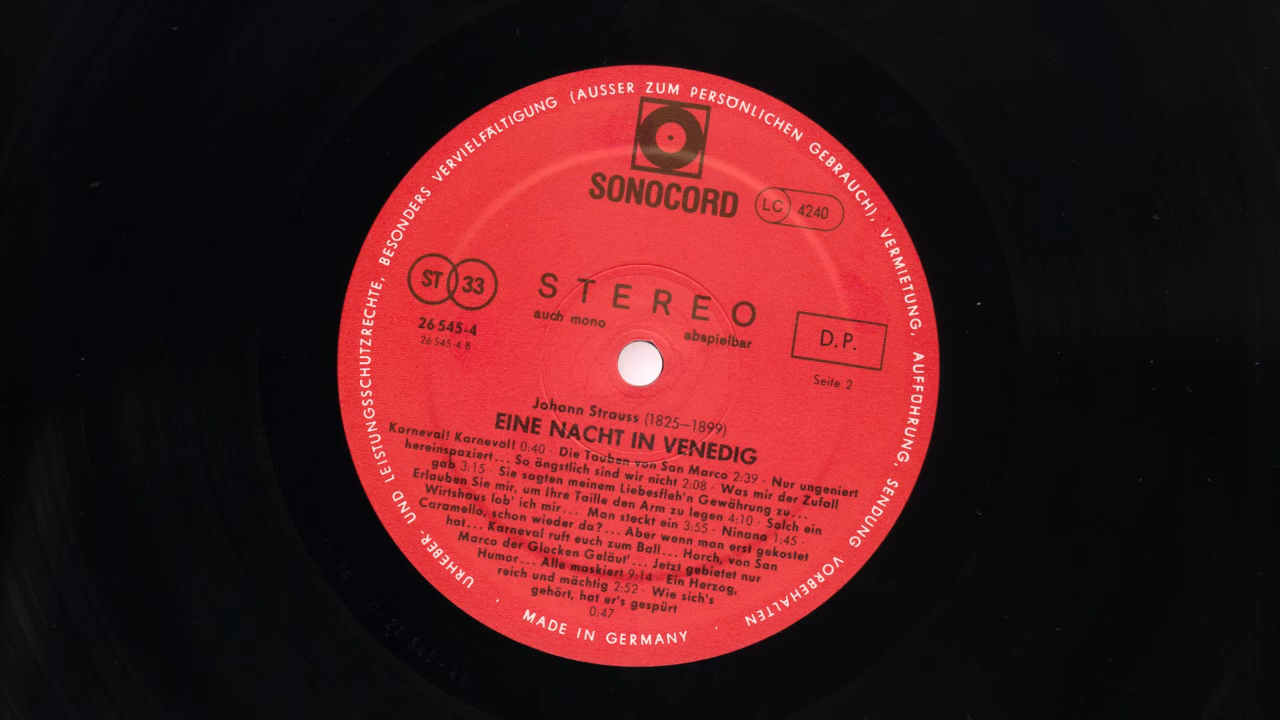 URHEBER- UND LEISTUNGSSCHUTZRECHTE, BESONDERS VERVIELFÄLTIGUNG (AUSSER ZUM PERSÖNLICHEN GEBRAUCH), VERMIETUNG, AUFFÜHRUNG, SENDUNG VORBEHALTEN
SONOCORD
LC 4240
ST 33
STEREO
auch mono abspielbar
26 545-4
26 545-4 B
D.P.
Seite 2
Johann Strauss (1825–1899)
EINE NACHT IN VENEDIG
Karneval! Karneval! 0:40 · Die Tauben von San Marco 2:39 · Nur ungeniert
hereinspaziert... So ängstlich sind wir nicht 2:08 · Was mir der Zufall
gab 3:15 · Sie sagten meinem Liebesfleh'n Gewährung zu...
Erlauben Sie mir, um Ihre Taille den Arm zu legen 4:10 · Solch ein
Wirtshaus lob' ich mir... Man steckt ein 3:55 · Ninana 1:45 ·
Caramello, schon wieder da?... Aber wenn man erst gekostet
hat... Karneval ruft euch zum Ball... Horch, von San
Marco der Glocken Geläut'... Jetzt gebietet nur
Humor... Alle maskiert 9:14 · Ein Herzog,
reich und mächtig 2:52 · Wie sich's
gehört, hat er's gespürt
0:47
· MADE IN GERMANY ·